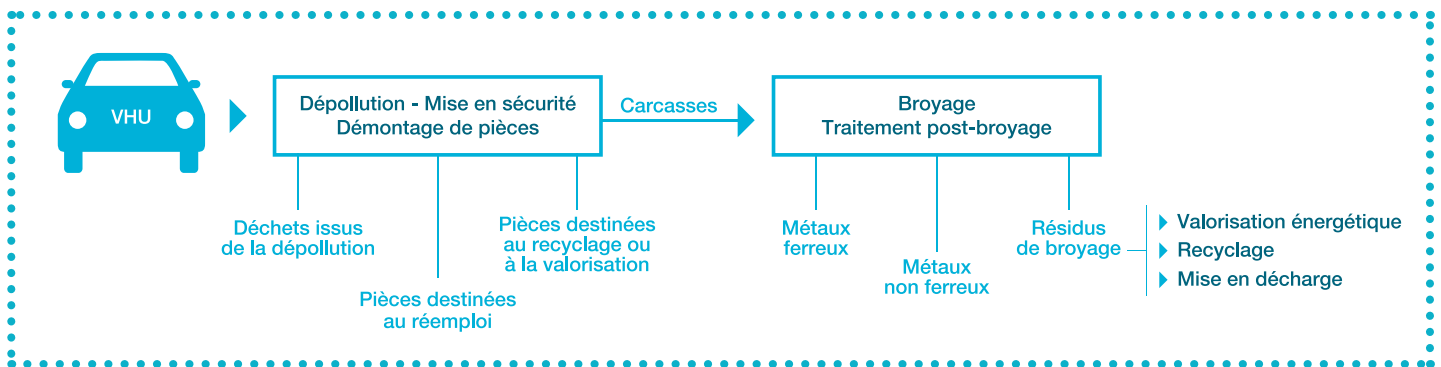 VHU
Dépollution - Mise en sécurité
Démontage de pièces
Carcasses
Broyage
Traitement post-broyage
Déchets issus
de la dépollution
Pièces destinées
au réemploi
Pièces destinées
au recyclage ou
à la valorisation
Métaux
ferreux
Métaux
non ferreux
Résidus
de broyage
Valorisation énergétique
Recyclage
Mise en décharge